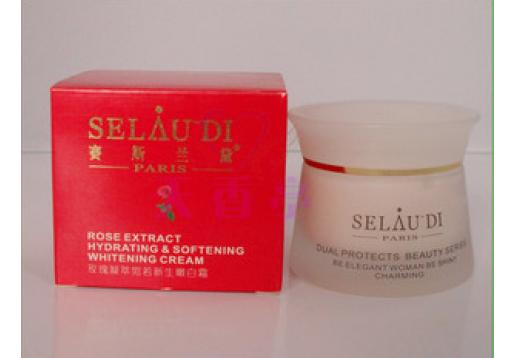 SELAUDI
赛斯兰黛®
PARIS
ROSE EXTRACT
HYDRATING & SOFTENING
WHITENING CREAM
SELAUDI
PARIS
DUAL PROTECTS BEAUTY SERIES
BE ELEGANT WOMAN BE SHINY
CHARMING